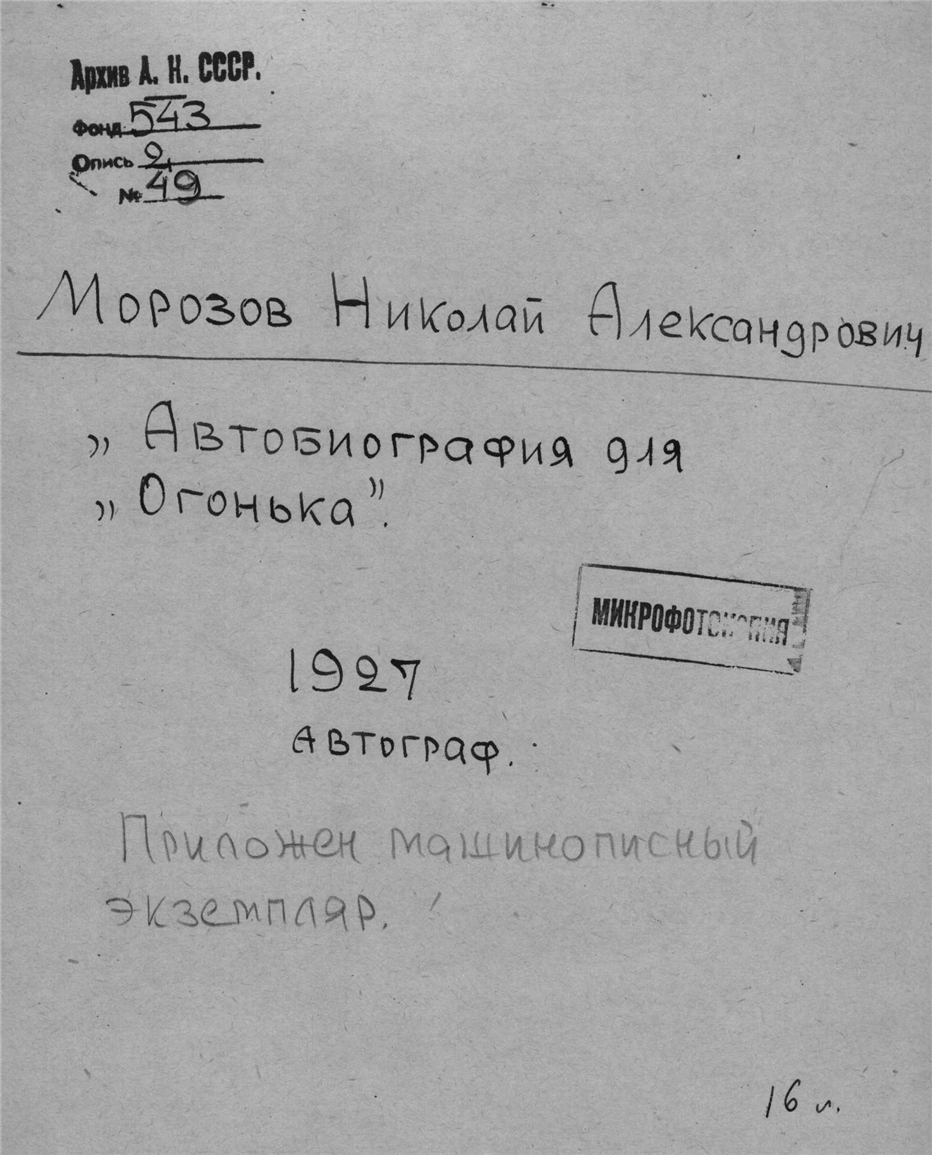 Архив А. Н. СССР.
Фонд 543
Опись 2
№ 49
Морозов Николай Александрович
„Автобиография для
„Огонька”.
МИКРОФОТОКОПИЯ
1927
Автограф.
Приложен машинописный
экземпляр.
16 л.